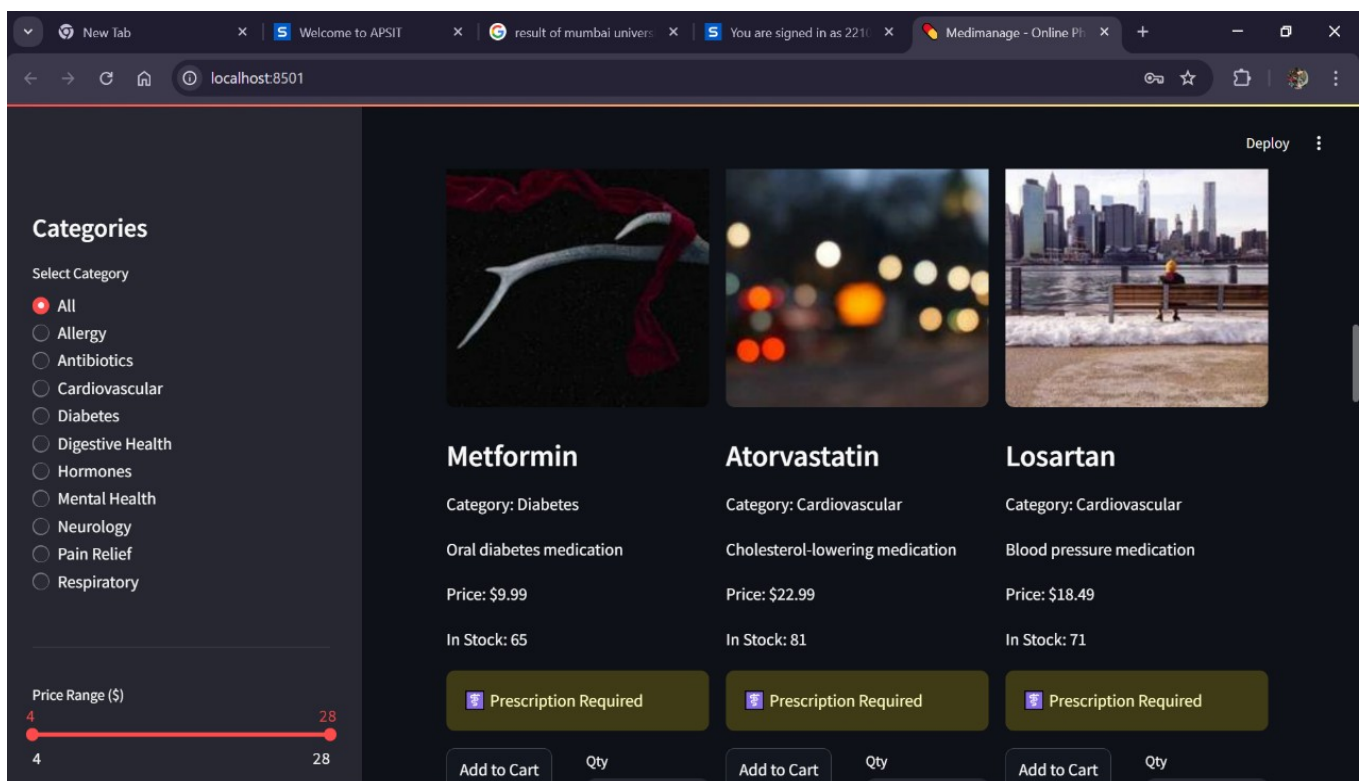 New Tab
Welcome to APSIT
result of mumbai univers
You are signed in as 2210
Medimanage - Online Ph
localhost:8501
Deploy
Categories
Select Category
All
Allergy
Antibiotics
Cardiovascular
Diabetes
Digestive Health
Hormones
Mental Health
Neurology
Pain Relief
Respiratory
Price Range ($)
4 28
4 28
Metformin Atorvastatin Losartan
Category: Diabetes Category: Cardiovascular Category: Cardiovascular
Oral diabetes medication Cholesterol-lowering medication Blood pressure medication
Price: $9.99 Price: $22.99 Price: $18.49
In Stock: 65 In Stock: 81 In Stock: 71
Prescription Required Prescription Required Prescription Required
Add to Cart Qty Add to Cart Qty Add to Cart Qty